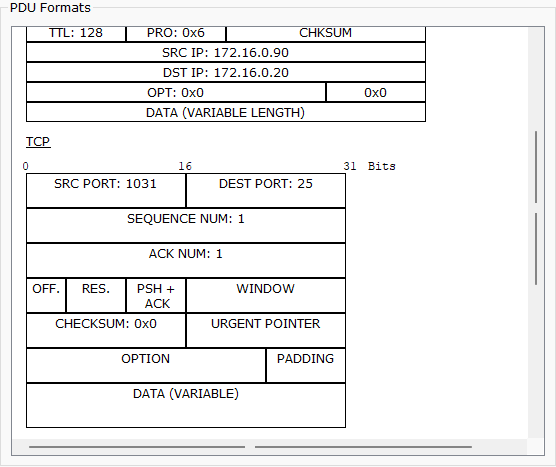 PDU Formats
TTL: 128 PRO: 0x6 CHKSUM
SRC IP: 172.16.0.90
DST IP: 172.16.0.20
OPT: 0x0 0x0
DATA (VARIABLE LENGTH)
TCP
0 16 31 Bits
SRC PORT: 1031 DEST PORT: 25
SEQUENCE NUM: 1
ACK NUM: 1
OFF. RES. PSH + WINDOW
ACK
CHECKSUM: 0x0 URGENT POINTER
OPTION PADDING
DATA (VARIABLE)